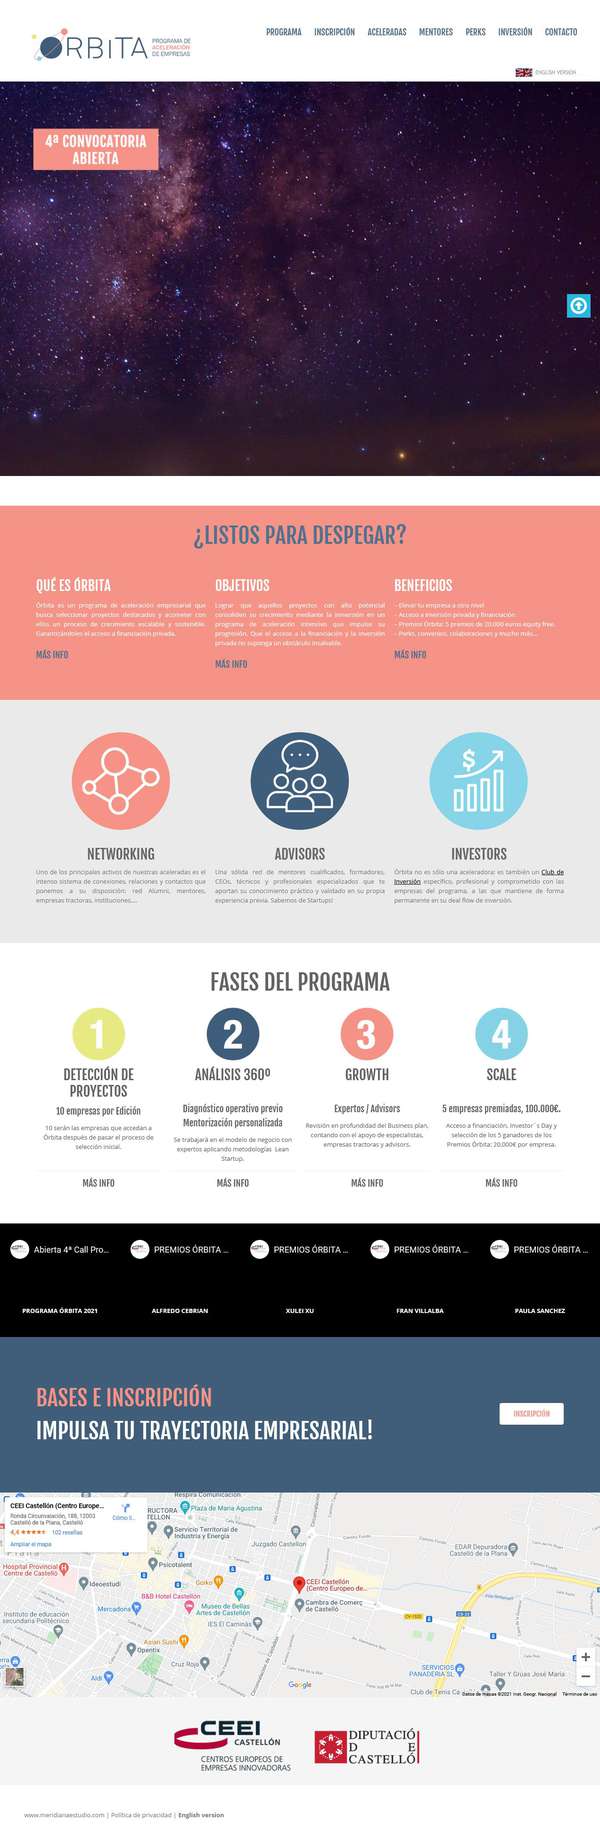 ÓRBITA
PROGRAMA DE
ACELERACIÓN
DE EMPRESAS
PROGRAMA INSCRIPCIÓN ACELERADAS MENTORES PERKS INVERSIÓN CONTACTO
ENGLISH VERSION
4ª CONVOCATORIA
ABIERTA
¿LISTOS PARA DESPEGAR?
QUÉ ES ÓRBITA
Órbita es un programa de aceleración empresarial que
busca seleccionar proyectos destacados y acometer con
ellos un proceso de crecimiento escalable y sostenible.
Garantizándoles el acceso a financiación privada.
MÁS INFO
OBJETIVOS
Lograr que aquellos proyectos con alto potencial
consoliden su crecimiento mediante la inmersión en un
programa de aceleración intensivo que impulse su
progresión. Que el acceso a la financiación y la inversión
privada no suponga un obstáculo insalvable.
MÁS INFO
BENEFICIOS
– Elevar tu empresa a otro nivel
– Acceso a inversión privada y financiación
– Premios Órbita: 5 premios de 20.000 euros equity free.
– Perks, convenios, colaboraciones y mucho más…
MÁS INFO
NETWORKING
Uno de los principales activos de nuestras aceleradas es el
intenso sistema de conexiones, relaciones y contactos que
ponemos a su disposición: red Alumni, mentores,
empresas tractoras, instituciones….
ADVISORS
Una sólida red de mentores cualificados, formadores,
CEOs, técnicos y profesionales especializados que te
aportan su conocimiento práctico y validado en su propia
experiencia previa. Sabemos de Startups!
INVESTORS
Órbita no es sólo una aceleradora: es también un Club de
Inversión específico, profesional y comprometido con las
empresas del programa, a las que mantiene de forma
permanente en su deal flow de inversión.
FASES DEL PROGRAMA
1
DETECCIÓN DE
PROYECTOS
10 empresas por Edición
10 serán las empresas que accedan a
Órbita después de pasar el proceso de
selección inicial.
MÁS INFO
2
ANÁLISIS 360º
Diagnóstico operativo previo
Mentorización personalizada
Se trabajará en el modelo de negocio con
expertos aplicando metodologías Lean
Startup.
MÁS INFO
3
GROWTH
Expertos / Advisors
Revisión en profundidad del Business plan,
contando con el apoyo de especialistas,
empresas tractoras y advisors.
MÁS INFO
4
SCALE
5 empresas premiadas, 100.000€.
Acceso a financiación, Investor´s Day y
selección de los 5 ganadores de los
Premios Órbita: 20.000€ por empresa.
MÁS INFO
Abierta 4ª Call Pro...
PREMIOS ÓRBITA ...
PREMIOS ÓRBITA ...
PREMIOS ÓRBITA ...
PREMIOS ÓRBITA ...
PROGRAMA ÓRBITA 2021
ALFREDO CEBRIAN
XULEI XU
FRAN VILLALBA
PAULA SANCHEZ
BASES E INSCRIPCIÓN
IMPULSA TU TRAYECTORIA EMPRESARIAL!
INSCRIPCIÓN
CEEI Castellón (Centro Europe...
Ronda Circunvalación, 188, 12003
Castelló de la Plana, Castelló
4,4 102 reseñas
Ampliar el mapa
Cómo ll...
Respira Comunicación
Plaza de Maria Agustina
Servicio Territorial de
Industria y Energía
Juzgado Castellon
EDAR Depuradora
Castelló de la Plana
Hospital Provincial
Centre de Castelló
Psicotalent
Ideoestudi
Goiko
B&B Hotel Castellón
CEEI Castellón
(Centro Europeo de...
Mercadona
Museo de Bellas
Artes de Castellón
Cambra de Comerç
de Castelló
Instituto de educación
secundaria Politécnico
IES El Caminàs
Asian Sushi
Cruz Roja
Aldi
SERVICIOS
PANADERIA SL
Taller Y Grúas José María
Google
Datos de mapas ©2021 Inst. Geogr. Nacional Términos de uso
CEEI
CASTELLÓN
CENTROS EUROPEOS DE
EMPRESAS INNOVADORAS
DIPUTACIÓ
D E
CASTELLÓ
www.meridianaestudio.com | Política de privacidad | English version